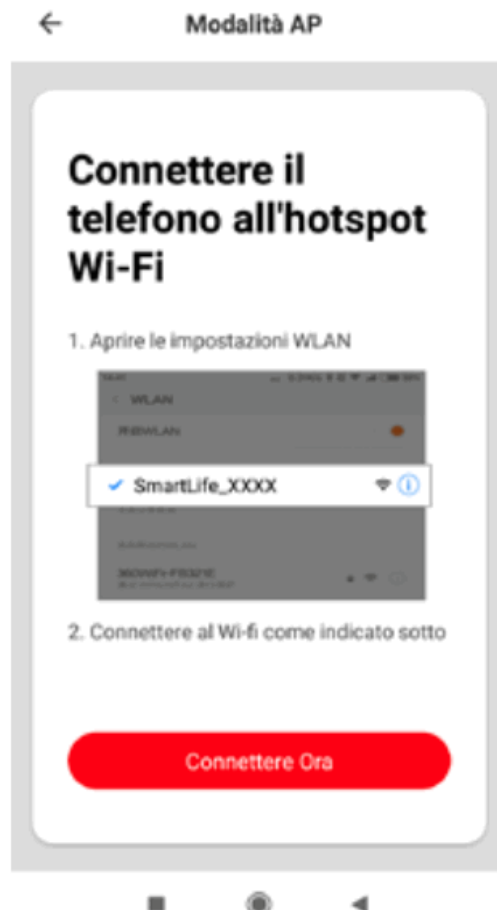 Modalità AP
Connettere il
telefono all'hotspot
Wi-Fi
1. Aprire le impostazioni WLAN
WLAN
SmartLife_XXXX
2. Connettere al Wi-fi come indicato sotto
Connettere Ora